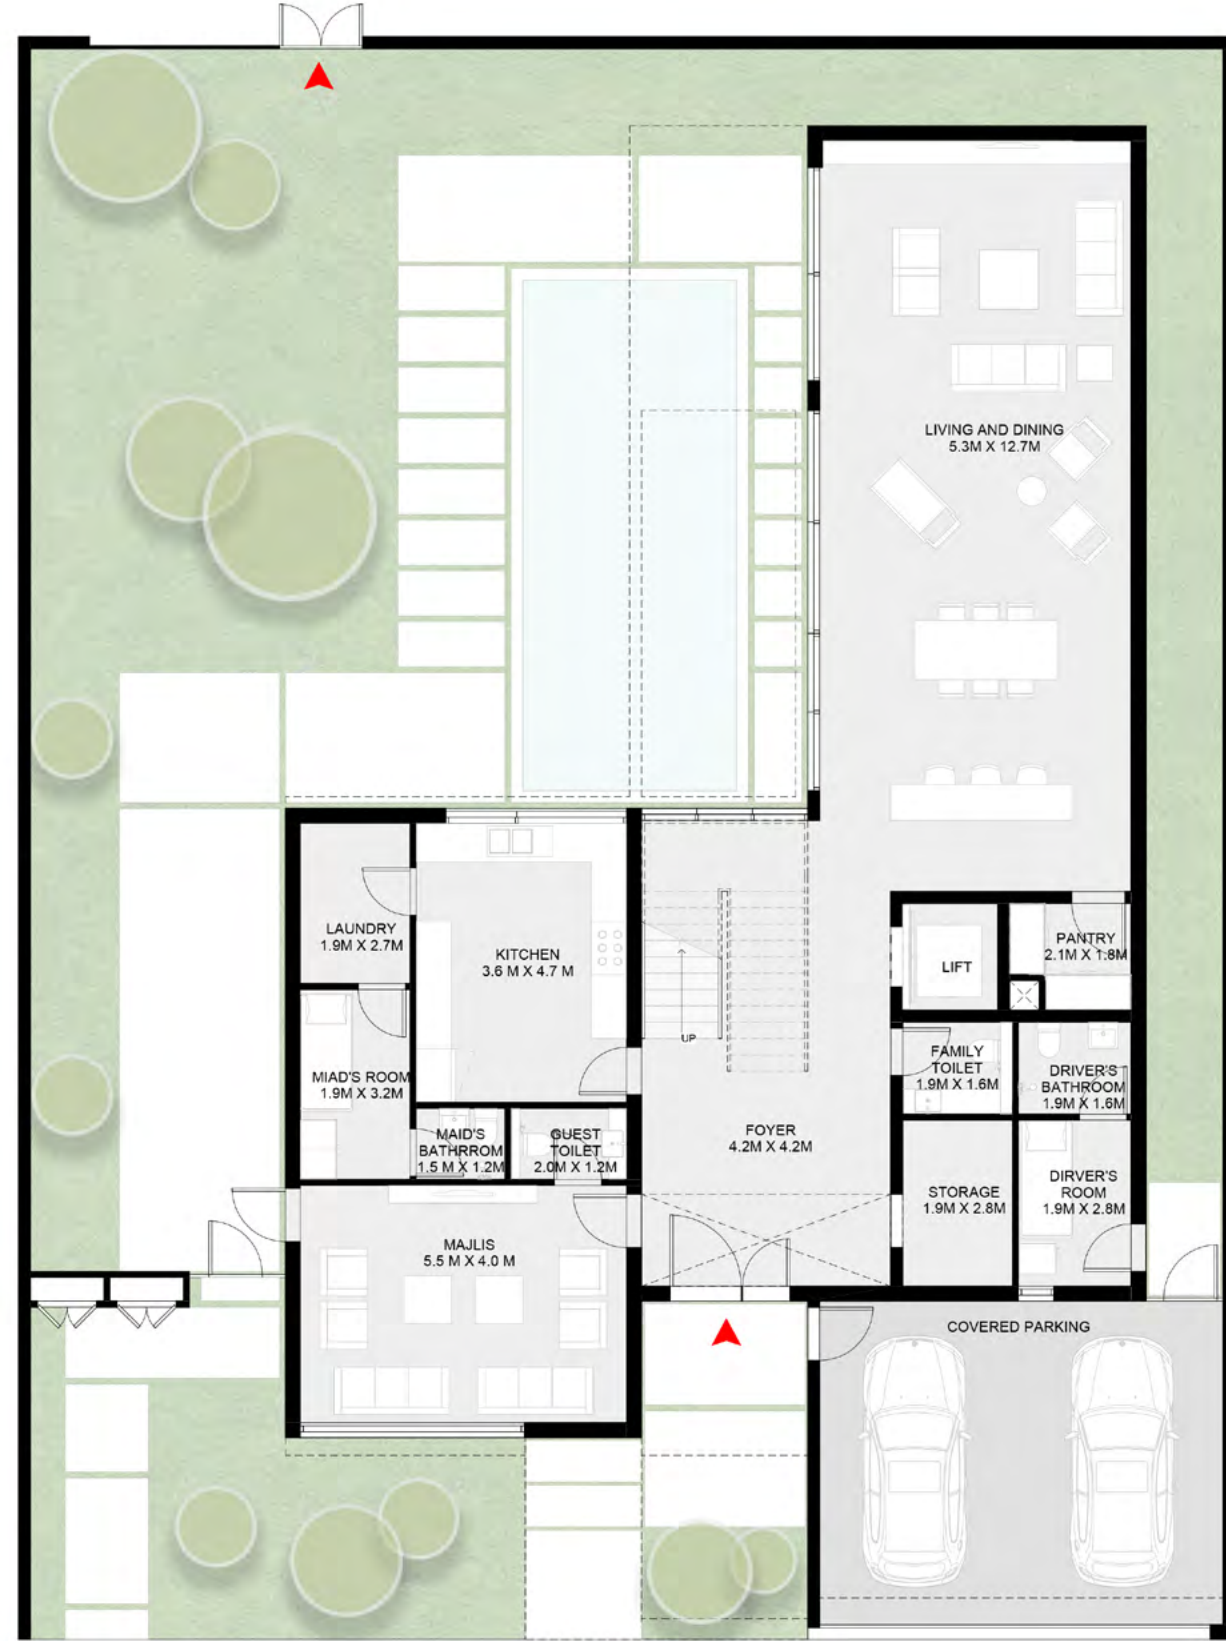 LIVING AND DINING
5.3M X 12.7M
LAUNDRY
1.9M X 2.7M
KITCHEN
3.6 M X 4.7 M
LIFT
PANTRY
2.1M X 1.8M
UP
FAMILY
TOILET
1.9M X 1.6M
DRIVER'S
BATHROOM
1.9M X 1.6M
MIAD'S ROOM
1.9M X 3.2M
MAID'S
BATHRROM
1.5 M X 1.2M
GUEST
TOILET
2.0M X 1.2M
FOYER
4.2M X 4.2M
STORAGE
1.9M X 2.8M
DIRVER'S
ROOM
1.9M X 2.8M
MAJLIS
5.5 M X 4.0 M
COVERED PARKING